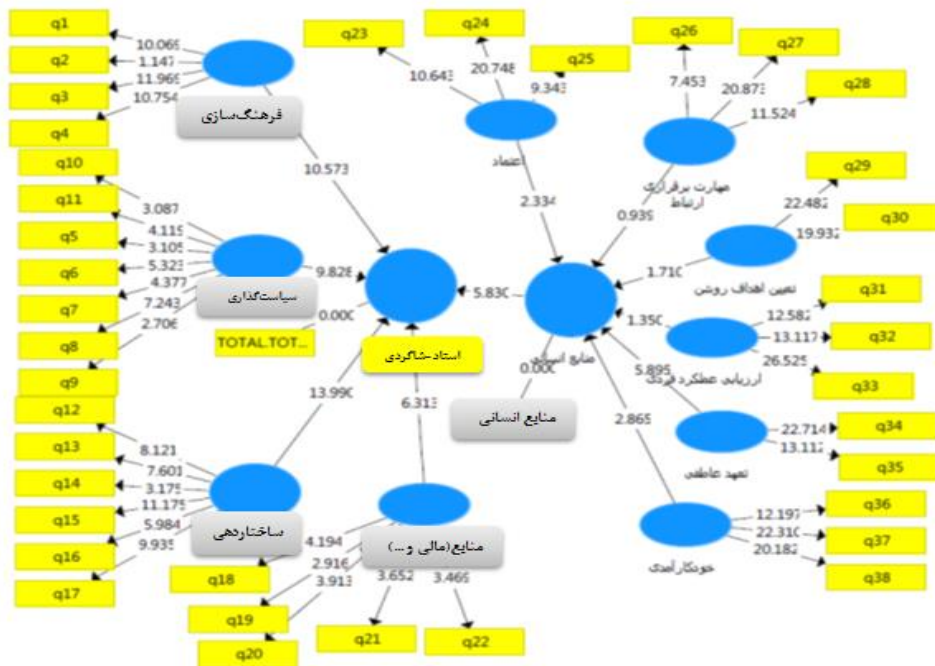 q1
q2
q3
q4
10.069
1.147
11.969
10.754
فرهنگ‌سازی
10.573
q10
q11
q5
q6
q7
q8
q9
3.087
4.119
3.105
5.323
4.377
7.243
2.706
سیاست‌گذاری
9.828
0.000
TOTAL.TOT...
استاد-شاگردی
q12
q13
q14
q15
q16
q17
8.121
7.601
3.175
11.175
5.984
9.935
ساختاردهی
13.990
6.313
منابع(مالی و...)
4.194
2.916
3.913
3.652
3.469
q18
q19
q20
q21
q22
q23
q24
q25
10.643
20.748
9.343
اعتماد
2.334
q26
q27
q28
7.453
20.873
11.524
مهارت برقراری
ارتباط
0.939
q29
q30
22.482
19.932
تعیین اهداف روشن
1.710
5.830
منابع انسانی
0.000
منابع انسانی
q31
q32
q33
12.582
13.117
26.525
ارزیابی عملکرد فردی
1.350
5.895
q34
q35
22.714
13.112
تعهد عاطفی
2.865
q36
q37
q38
12.197
22.310
20.182
خودکارآمدی